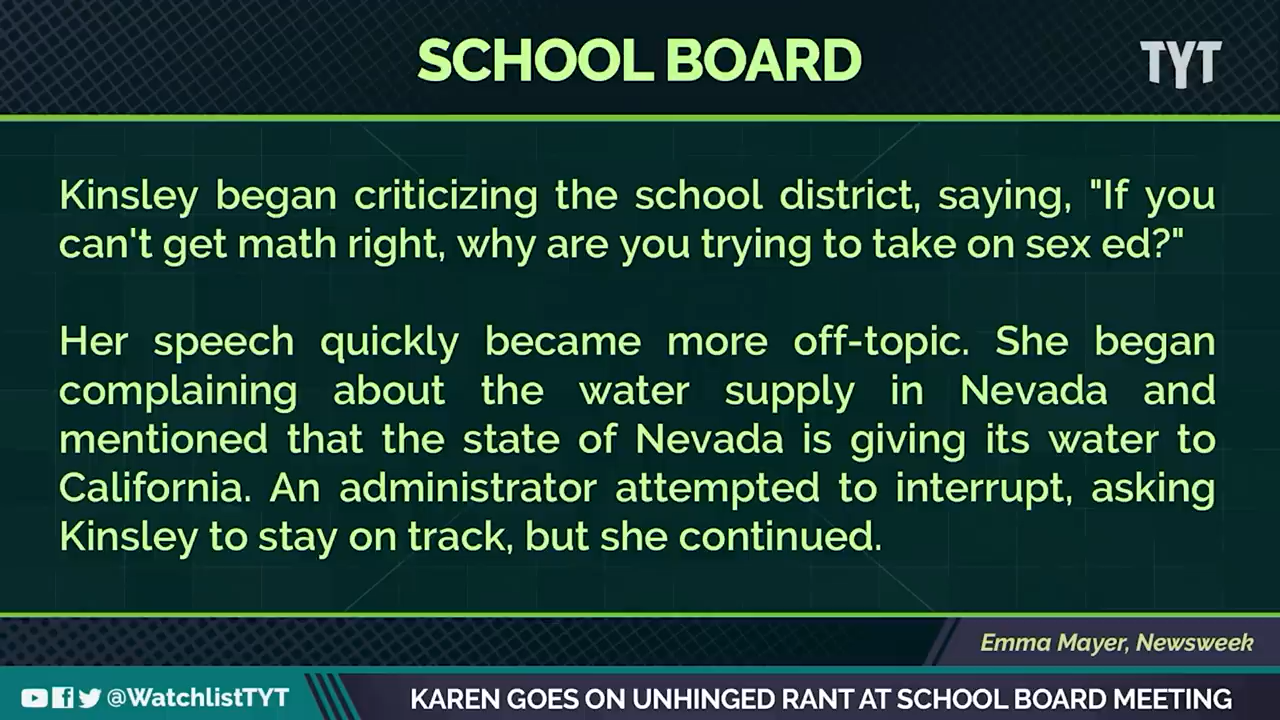 SCHOOL BOARD
TYT
Kinsley began criticizing the school district, saying, "If you
can't get math right, why are you trying to take on sex ed?"
Her speech quickly became more off-topic. She began
complaining about the water supply in Nevada and
mentioned that the state of Nevada is giving its water to
California. An administrator attempted to interrupt, asking
Kinsley to stay on track, but she continued.
Emma Mayer, Newsweek
@WatchlistTYT
KAREN GOES ON UNHINGED RANT AT SCHOOL BOARD MEETING